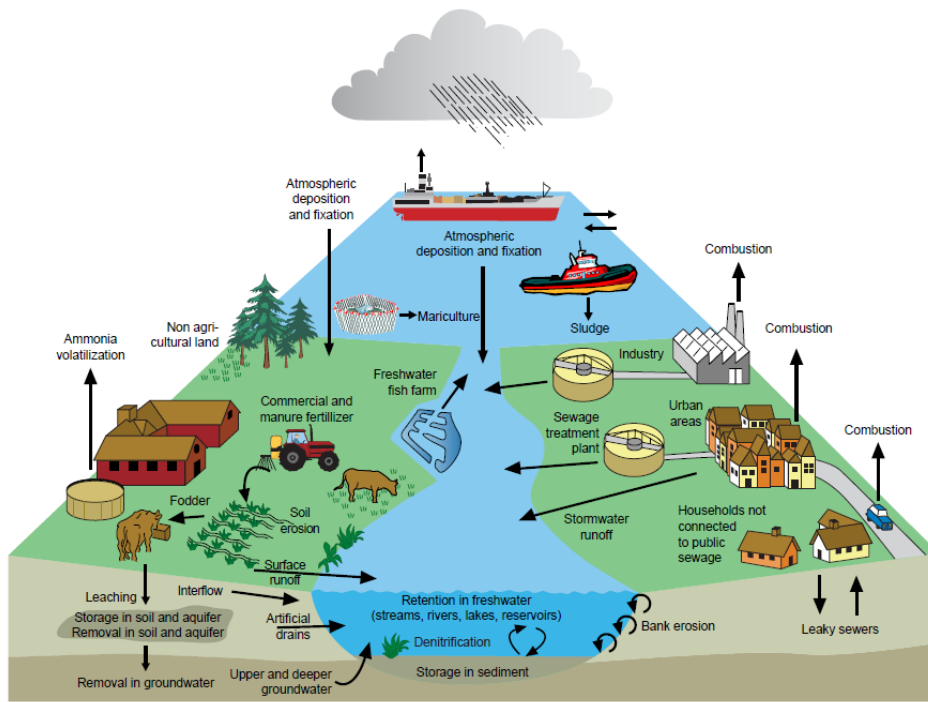 Atmospheric
deposition
and fixation
Atmospheric
deposition and fixation
Combustion
Mariculture
Sludge
Non agri-
cultural land
Ammonia
volatilization
Combustion
Industry
Freshwater
fish farm
Commercial and
manure fertilizer
Urban
areas
Sewage
treatment
plant
Combustion
Fodder
Soil
erosion
Stormwater
runoff
Households not
connected
to public
sewage
Surface
runoff
Interflow
Leaching
Retention in freshwater
(streams, rivers, lakes, reservoirs)
Storage in soil and aquifer
Removal in soil and aquifer
Artificial
drains
Bank erosion
Leaky sewers
Denitrification
Upper and deeper
groundwater
Storage in sediment
Removal in groundwater